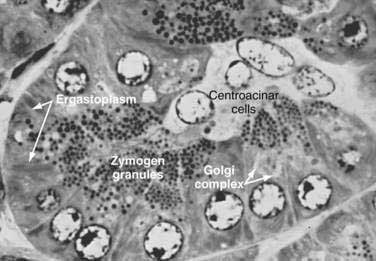 Ergastoplasm
Centroacinar
cells
Zymogen
granules
Golgi
complex